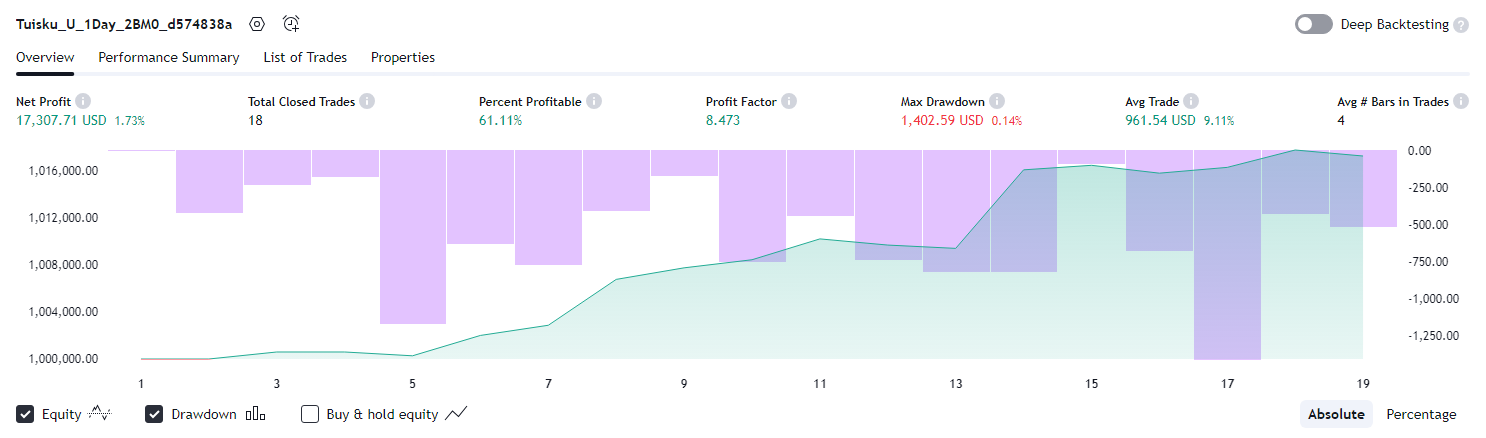 Tuisku_U_1Day_2BM0_d574838a
Deep Backtesting ?
Overview Performance Summary List of Trades Properties
Net Profit i Total Closed Trades i Percent Profitable i Profit Factor i Max Drawdown i Avg Trade i Avg # Bars in Trades i
17,307.71 USD 1.73% 18 61.11% 8.473 1,402.59 USD 0.14% 961.54 USD 9.11% 4
1,016,000.00
1,012,000.00
1,008,000.00
1,004,000.00
1,000,000.00
0.00
-250.00
-500.00
-750.00
-1,000.00
-1,250.00
1 3 5 7 9 11 13 15 17 19
Equity Drawdown Buy & hold equity Absolute Percentage